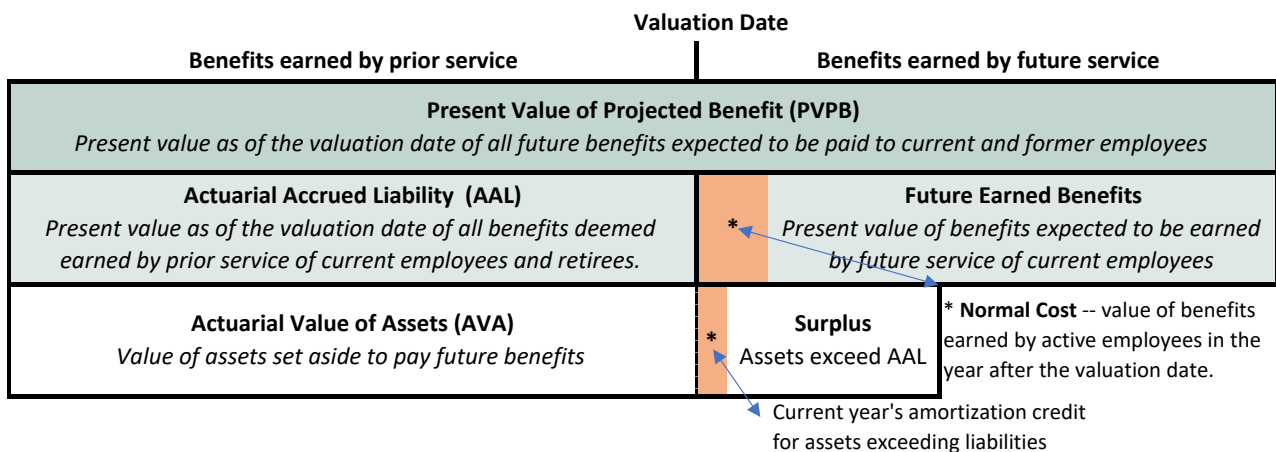 Valuation Date
Benefits earned by prior service
Benefits earned by future service
Present Value of Projected Benefit (PVPB)
Present value as of the valuation date of all future benefits expected to be paid to current and former employees
Actuarial Accrued Liability  (AAL)
Present value as of the valuation date of all benefits deemed
earned by prior service of current employees and retirees.
*
Future Earned Benefits
Present value of benefits expected to be earned
by future service of current employees
Actuarial Value of Assets (AVA)
Value of assets set aside to pay future benefits
*
Surplus
Assets exceed AAL
* Normal Cost -- value of benefits
earned by active employees in the
year after the valuation date.
Current year's amortization credit
for assets exceeding liabilities